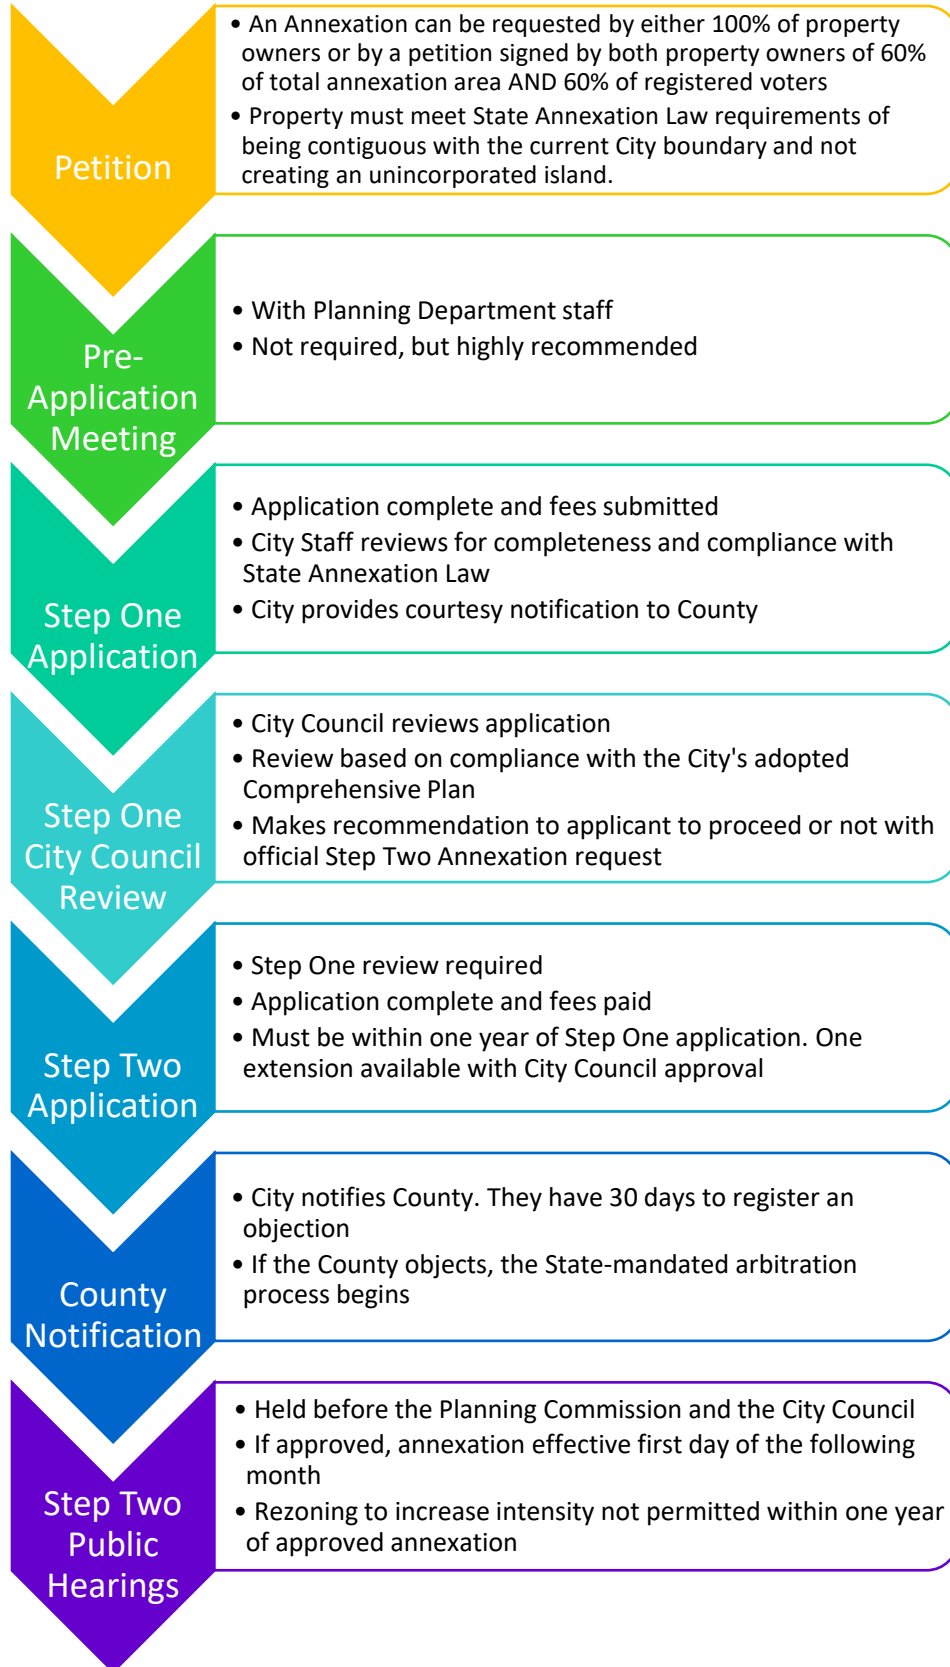 Petition
• An Annexation can be requested by either 100% of property
owners or by a petition signed by both property owners of 60%
of total annexation area AND 60% of registered voters
• Property must meet State Annexation Law requirements of
being contiguous with the current City boundary and not
creating an unincorporated island.
Pre-
Application
Meeting
• With Planning Department staff
• Not required, but highly recommended
Step One
Application
• Application complete and fees submitted
• City Staff reviews for completeness and compliance with
State Annexation Law
• City provides courtesy notification to County
Step One
City Council
Review
• City Council reviews application
• Review based on compliance with the City's adopted
Comprehensive Plan
• Makes recommendation to applicant to proceed or not with
official Step Two Annexation request
Step Two
Application
• Step One review required
• Application complete and fees paid
• Must be within one year of Step One application. One
extension available with City Council approval
County
Notification
• City notifies County. They have 30 days to register an
objection
• If the County objects, the State-mandated arbitration
process begins
Step Two
Public
Hearings
• Held before the Planning Commission and the City Council
• If approved, annexation effective first day of the following
month
• Rezoning to increase intensity not permitted within one year
of approved annexation